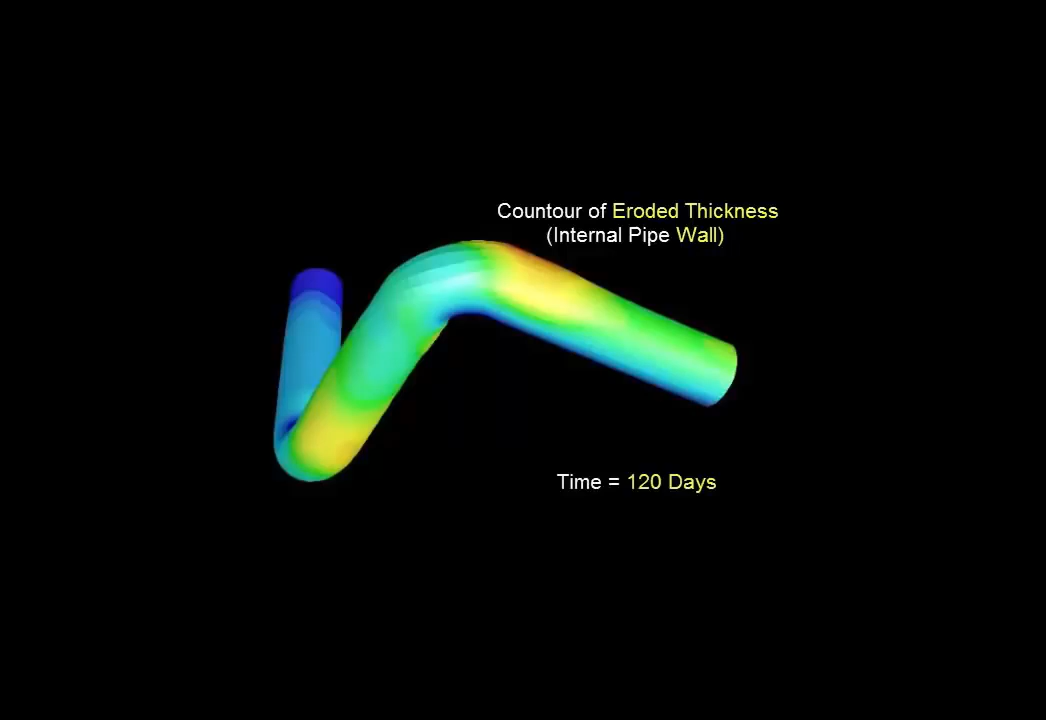 Countour of Eroded Thickness
(Internal Pipe Wall)
Time = 120 Days